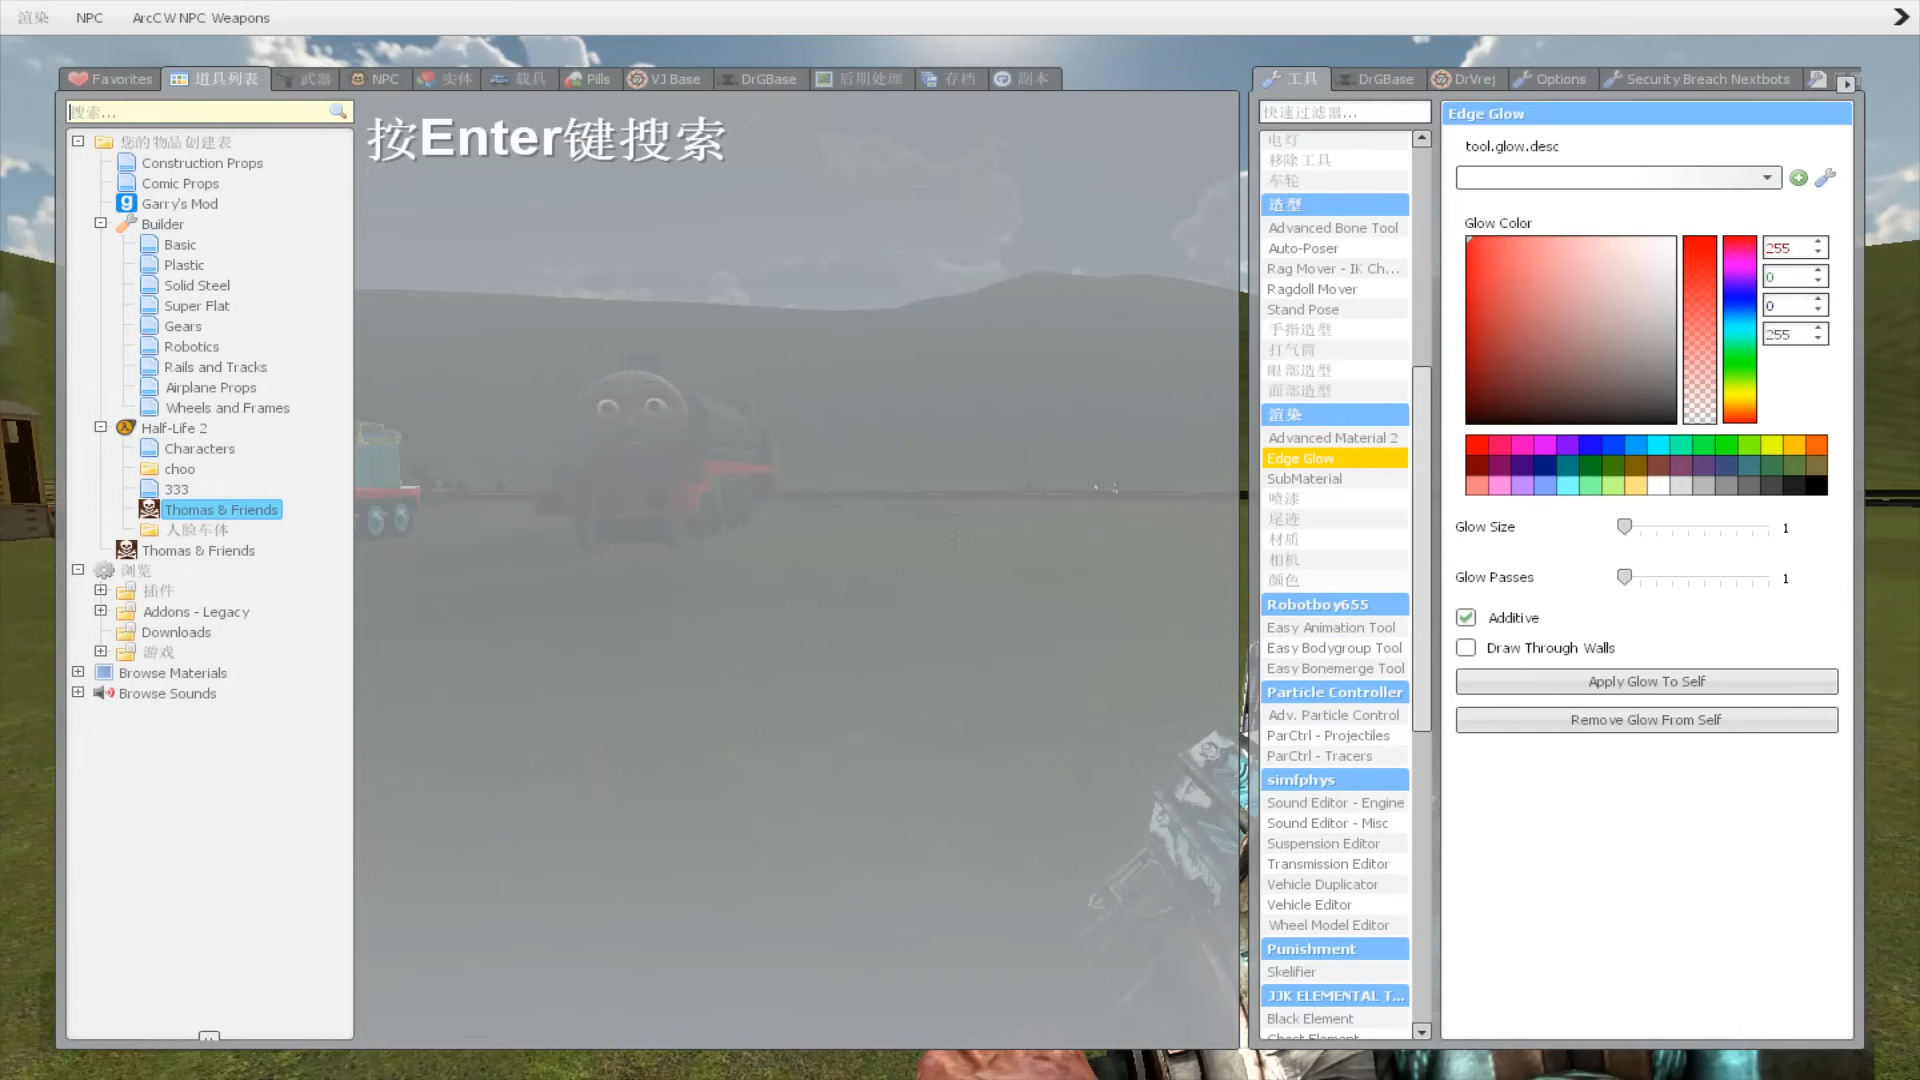 渲染 NPC ArcCW NPC Weapons
Favorites 道具列表 武器 NPC 实体 载具 Pills VJ Base DrGBase 后期处理 存档 副本
搜索...
按Enter键搜索
您的物品创建表
Construction Props
Comic Props
Garry's Mod
Builder
Basic
Plastic
Solid Steel
Super Flat
Gears
Robotics
Rails and Tracks
Airplane Props
Wheels and Frames
Half-Life 2
Characters
choo
333
Thomas & Friends
人脸车体
Thomas & Friends
浏览
插件
Addons - Legacy
Downloads
游戏
Browse Materials
Browse Sounds
工具 DrGBase DrVrej Options Security Breach Nextbots
快速过滤器...
电灯
移除工具
车轮
造型
Advanced Bone Tool
Auto-Poser
Rag Mover - IK Ch...
Ragdoll Mover
Stand Pose
手指造型
打气筒
眼部造型
面部造型
渲染
Advanced Material 2
Edge Glow
SubMaterial
喷漆
尾迹
材质
相机
颜色
Robotboy655
Easy Animation Tool
Easy Bodygroup Tool
Easy Bonemerge Tool
Particle Controller
Adv. Particle Control
ParCtrl - Projectiles
ParCtrl - Tracers
simfphys
Sound Editor - Engine
Sound Editor - Misc
Suspension Editor
Transmission Editor
Vehicle Duplicator
Vehicle Editor
Wheel Model Editor
Punishment
Skelifier
JJK ELEMENTAL T...
Black Element
Ghost Element
Edge Glow
tool.glow.desc
Glow Color
255
0
0
255
Glow Size 1
Glow Passes 1
Additive
Draw Through Walls
Apply Glow To Self
Remove Glow From Self